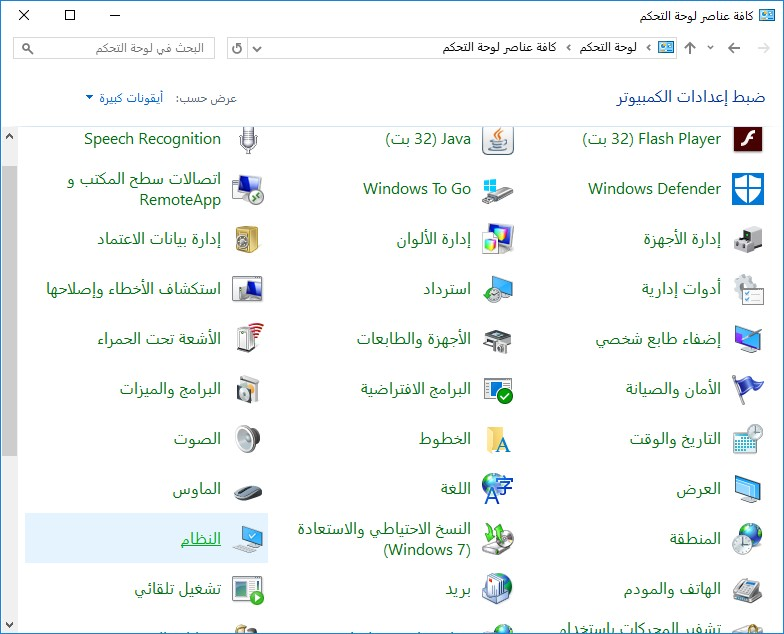 كافة عناصر لوحة التحكم
لوحة التحكم
كافة عناصر لوحة التحكم
البحث في لوحة التحكم
ضبط إعدادات الكمبيوتر
عرض حسب:
أيقونات كبيرة
Flash Player (32 بت)
Java (32 بت)
Speech Recognition
Windows Defender
Windows To Go
اتصالات سطح المكتب و
RemoteApp
إدارة الأجهزة
إدارة الألوان
إدارة بيانات الاعتماد
أدوات إدارية
استرداد
استكشاف الأخطاء وإصلاحها
إضفاء طابع شخصي
الأجهزة والطابعات
الأشعة تحت الحمراء
الأمان والصيانة
البرامج الافتراضية
البرامج والميزات
التاريخ والوقت
الخطوط
الصوت
العرض
اللغة
الماوس
المنطقة
النسخ الاحتياطي والاستعادة
(Windows 7)
النظام
الهاتف والمودم
بريد
تشغيل تلقائي
تشفير المحركات باستخدام